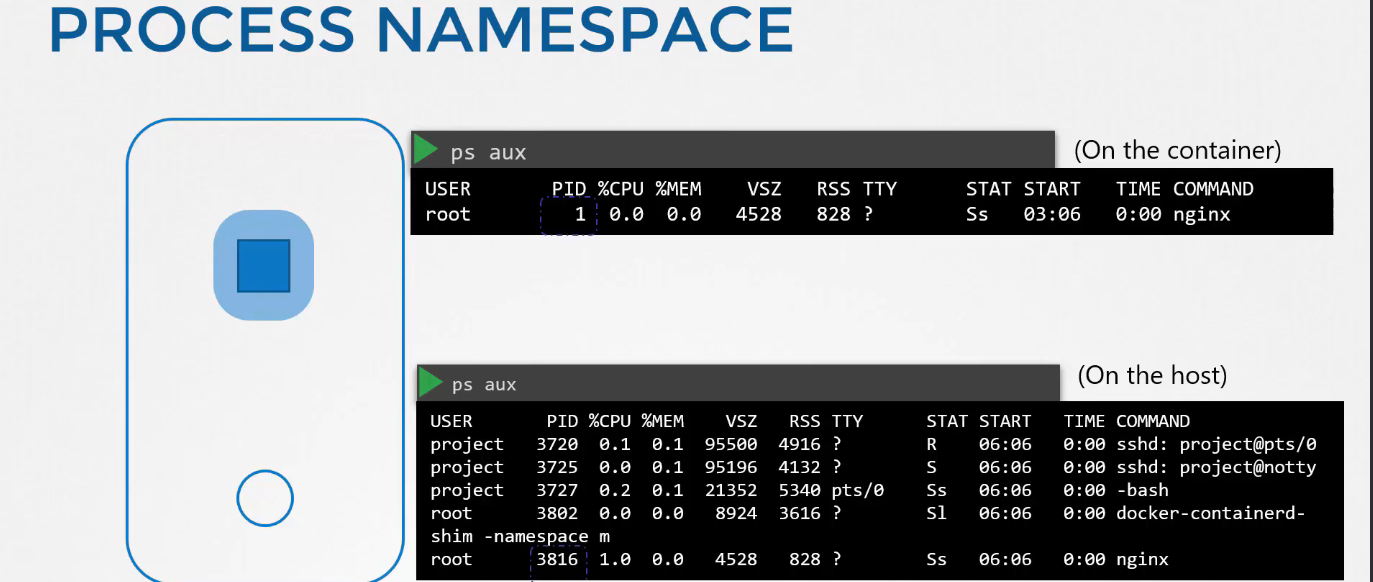 PROCESS NAMESPACE
ps aux
(On the container)
USER PID %CPU %MEM VSZ RSS TTY STAT START TIME COMMAND
root 1 0.0 0.0 4528 828 ? Ss 03:06 0:00 nginx
ps aux
(On the host)
USER PID %CPU %MEM VSZ RSS TTY STAT START TIME COMMAND
project 3720 0.1 0.1 95500 4916 ? R 06:06 0:00 sshd: project@pts/0
project 3725 0.0 0.1 95196 4132 ? S 06:06 0:00 sshd: project@notty
project 3727 0.2 0.1 21352 5340 pts/0 Ss 06:06 0:00 -bash
root 3802 0.0 0.0 8924 3616 ? Sl 06:06 0:00 docker-containerd-
shim -namespace m
root 3816 1.0 0.0 4528 828 ? Ss 06:06 0:00 nginx